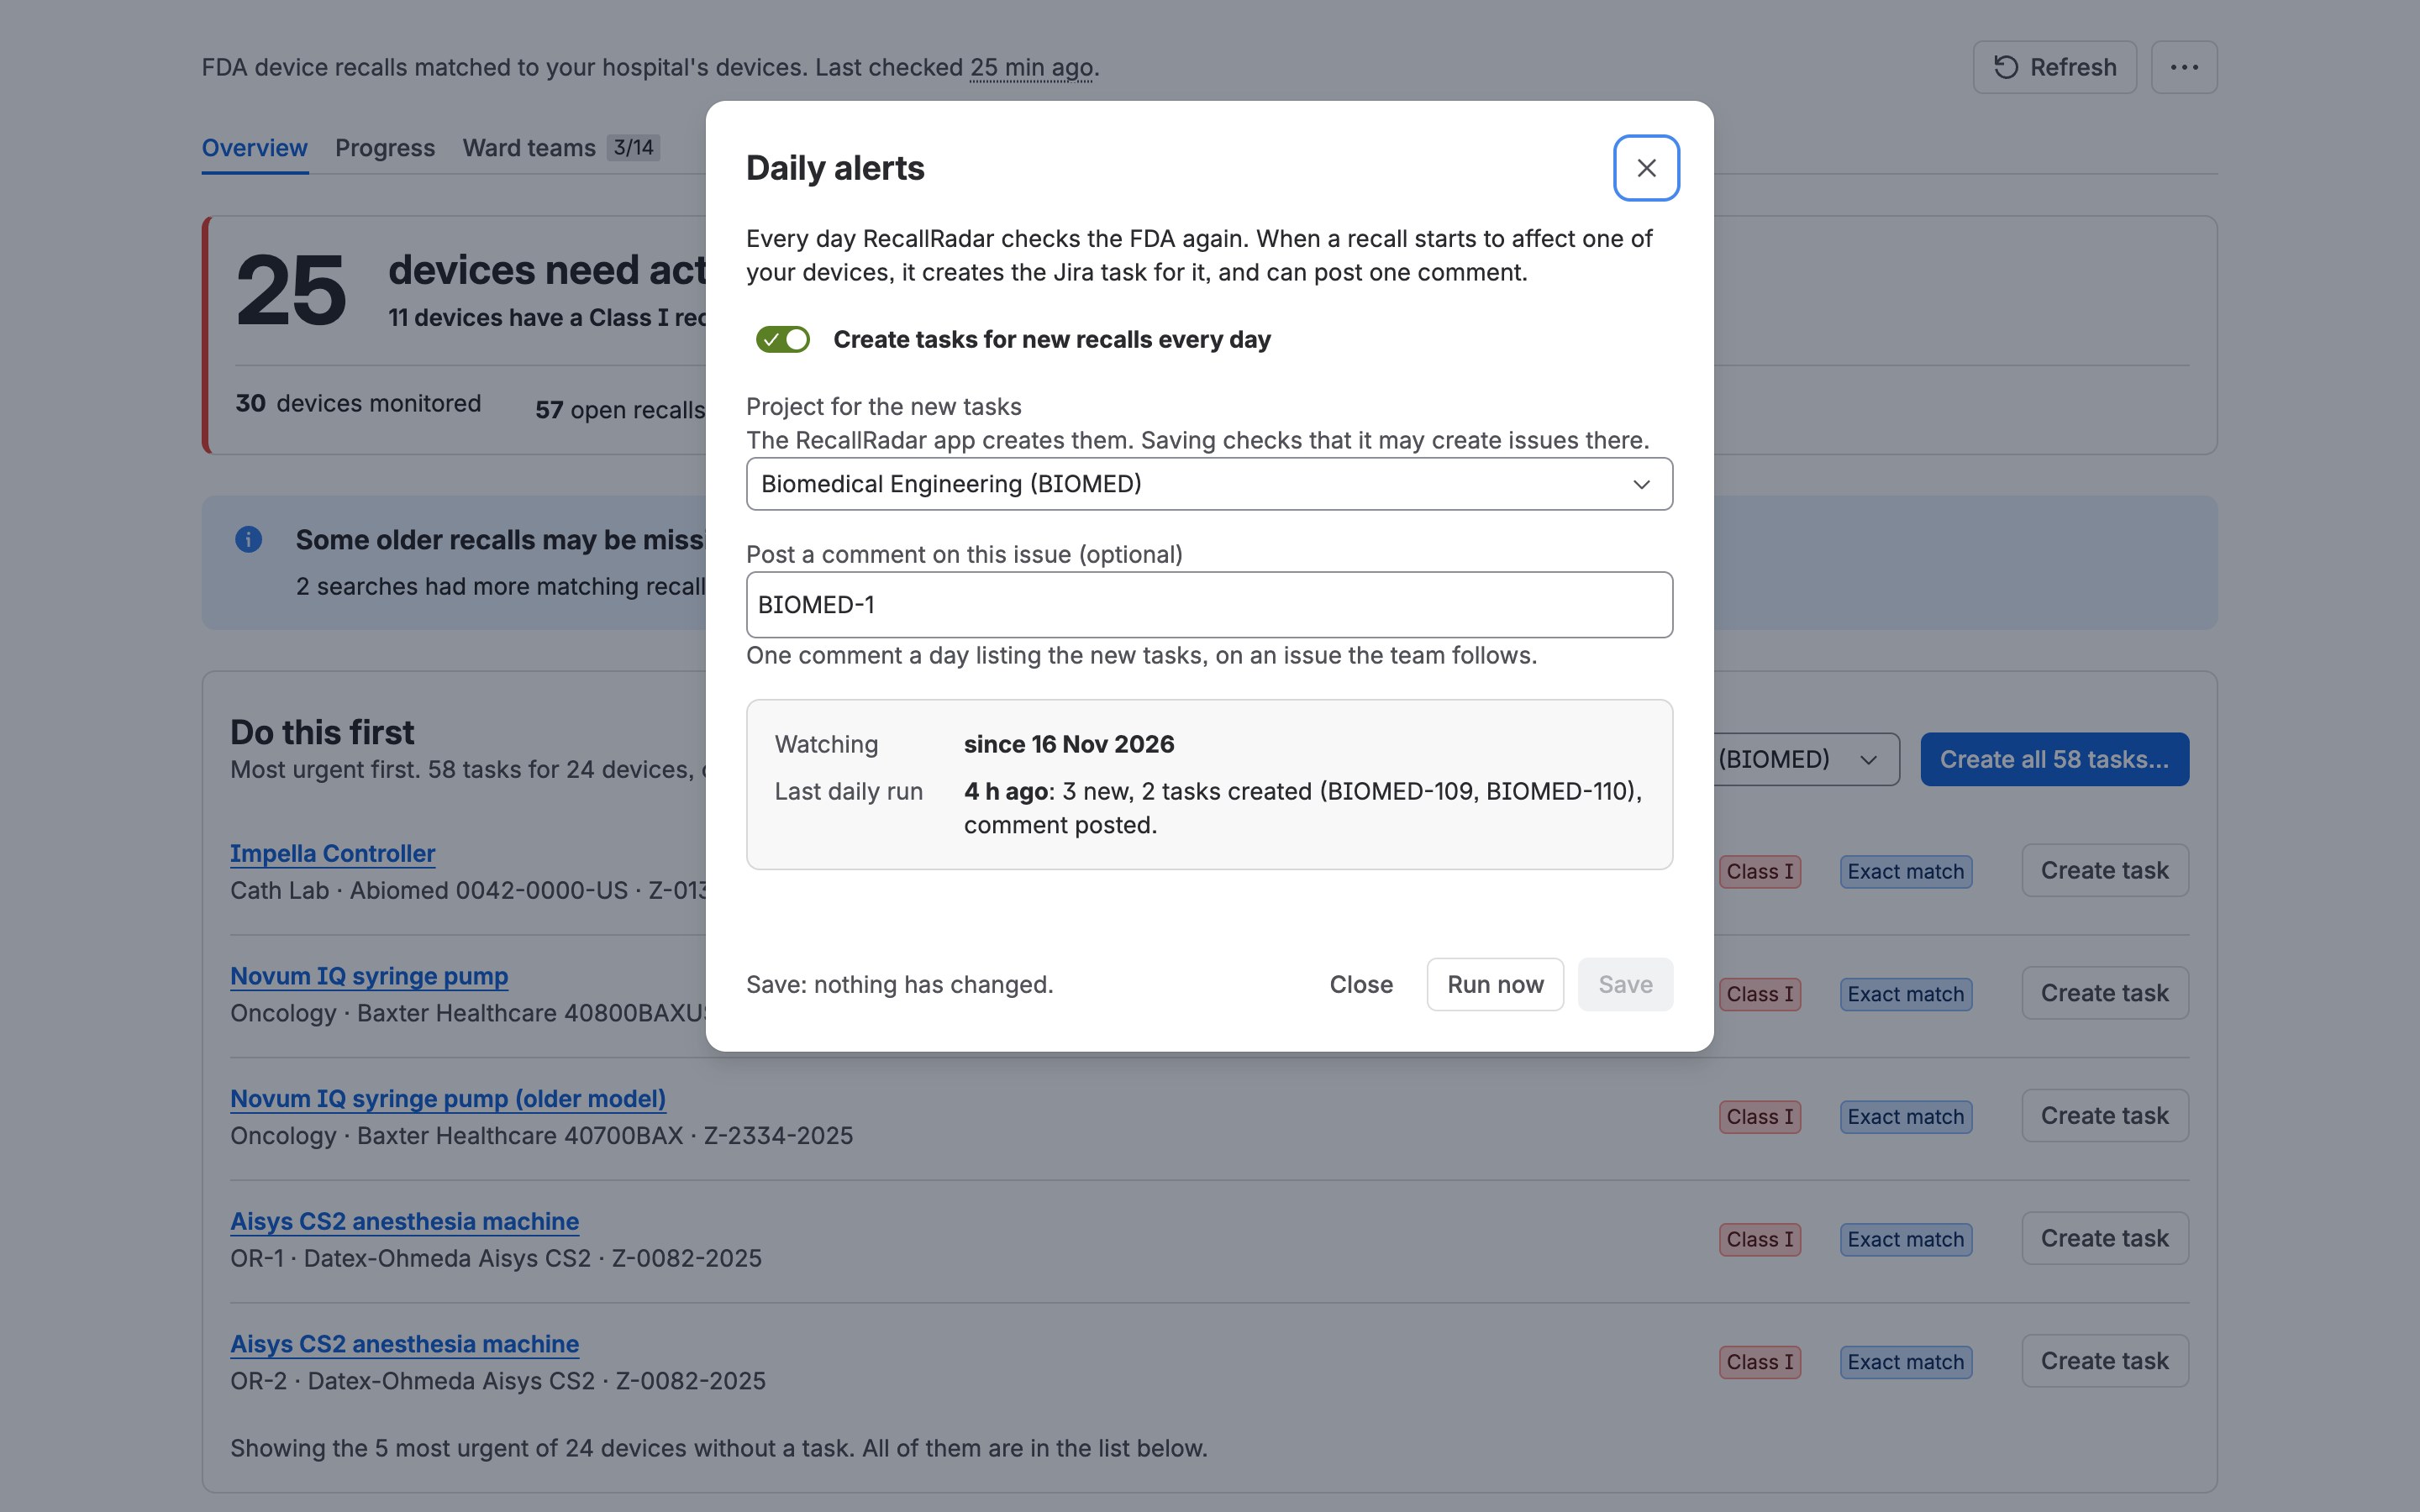 FDA device recalls matched to your hospital's devices. Last checked 25 min ago.
Refresh
Overview Progress Ward teams 3/14
25 devices need
11 devices have a Class I
30 devices monitored 57 open recalls
Some older recalls may be
2 searches had more matching
Do this first
Most urgent first. 58 tasks for 24 devices,
(BIOMED)
Create all 58 tasks...
Impella Controller
Cath Lab · Abiomed 0042-0000-US ·
Class I Exact match Create task
Novum IQ syringe pump
Oncology · Baxter Healthcare
Class I Exact match Create task
Novum IQ syringe pump (older model)
Oncology · Baxter Healthcare 40700BAX · Z-2334-2025
Class I Exact match Create task
Aisys CS2 anesthesia machine
OR-1 · Datex-Ohmeda Aisys CS2 · Z-0082-2025
Class I Exact match Create task
Aisys CS2 anesthesia machine
OR-2 · Datex-Ohmeda Aisys CS2 · Z-0082-2025
Class I Exact match Create task
Showing the 5 most urgent of 24 devices without a task. All of them are in the list below.
Daily alerts
Every day RecallRadar checks the FDA again. When a recall starts to affect one of
your devices, it creates the Jira task for it, and can post one comment.
Create tasks for new recalls every day
Project for the new tasks
The RecallRadar app creates them. Saving checks that it may create issues there.
Biomedical Engineering (BIOMED)
Post a comment on this issue (optional)
BIOMED-1
One comment a day listing the new tasks, on an issue the team follows.
Watching since 16 Nov 2026
Last daily run 4 h ago: 3 new, 2 tasks created (BIOMED-109, BIOMED-110),
comment posted.
Save: nothing has changed.
Close Run now Save